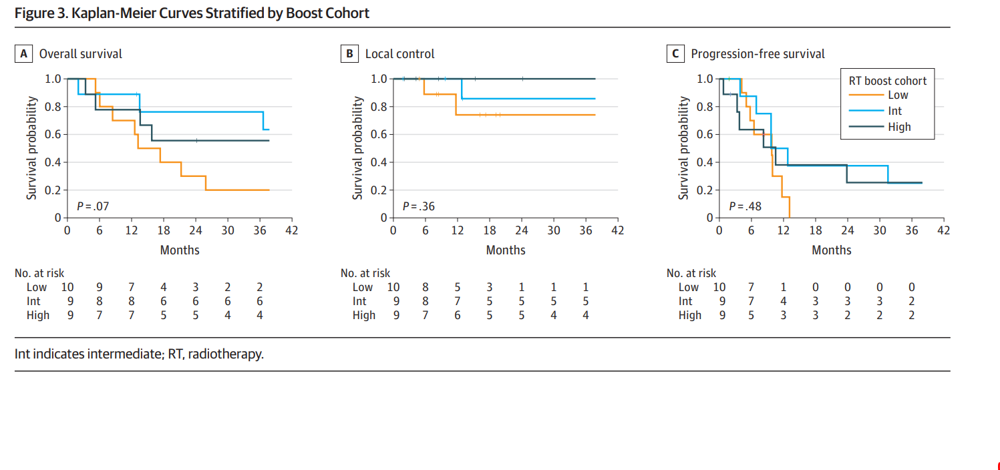 Figure 3. Kaplan-Meier Curves Stratified by Boost Cohort
A Overall survival
Survival probability
1.0
0.8
0.6
0.4
0.2
0
P = .07
0 6 12 18 24 30 36 42
Months
No. at risk
Low 10 9 7 4 3 2 2
Int 9 8 8 6 6 6 6
High 9 7 7 5 5 4 4
B Local control
Survival probability
1.0
0.8
0.6
0.4
0.2
0
P = .36
0 6 12 18 24 30 36 42
Months
No. at risk
Low 10 8 5 3 1 1 1
Int 9 8 7 5 5 5 5
High 9 7 6 5 5 4 4
C Progression-free survival
Survival probability
1.0
0.8
0.6
0.4
0.2
0
RT boost cohort
Low
Int
High
P = .48
0 6 12 18 24 30 36 42
Months
No. at risk
Low 10 7 1 0 0 0 0
Int 9 7 4 3 3 3 2
High 9 5 3 3 2 2 2
Int indicates intermediate; RT, radiotherapy.